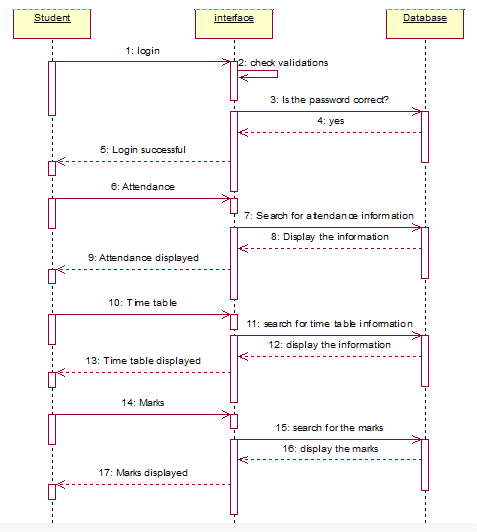 Student
interface
Database
1: login
2: check validations
3: Is the password correct?
4: yes
5: Login successful
6: Attendance
7: Search for attendance information
8: Display the information
9: Attendance displayed
10: Time table
11: search for time table information
12: display the information
13: Time table displayed
14: Marks
15: search for the marks
16: display the marks
17: Marks displayed